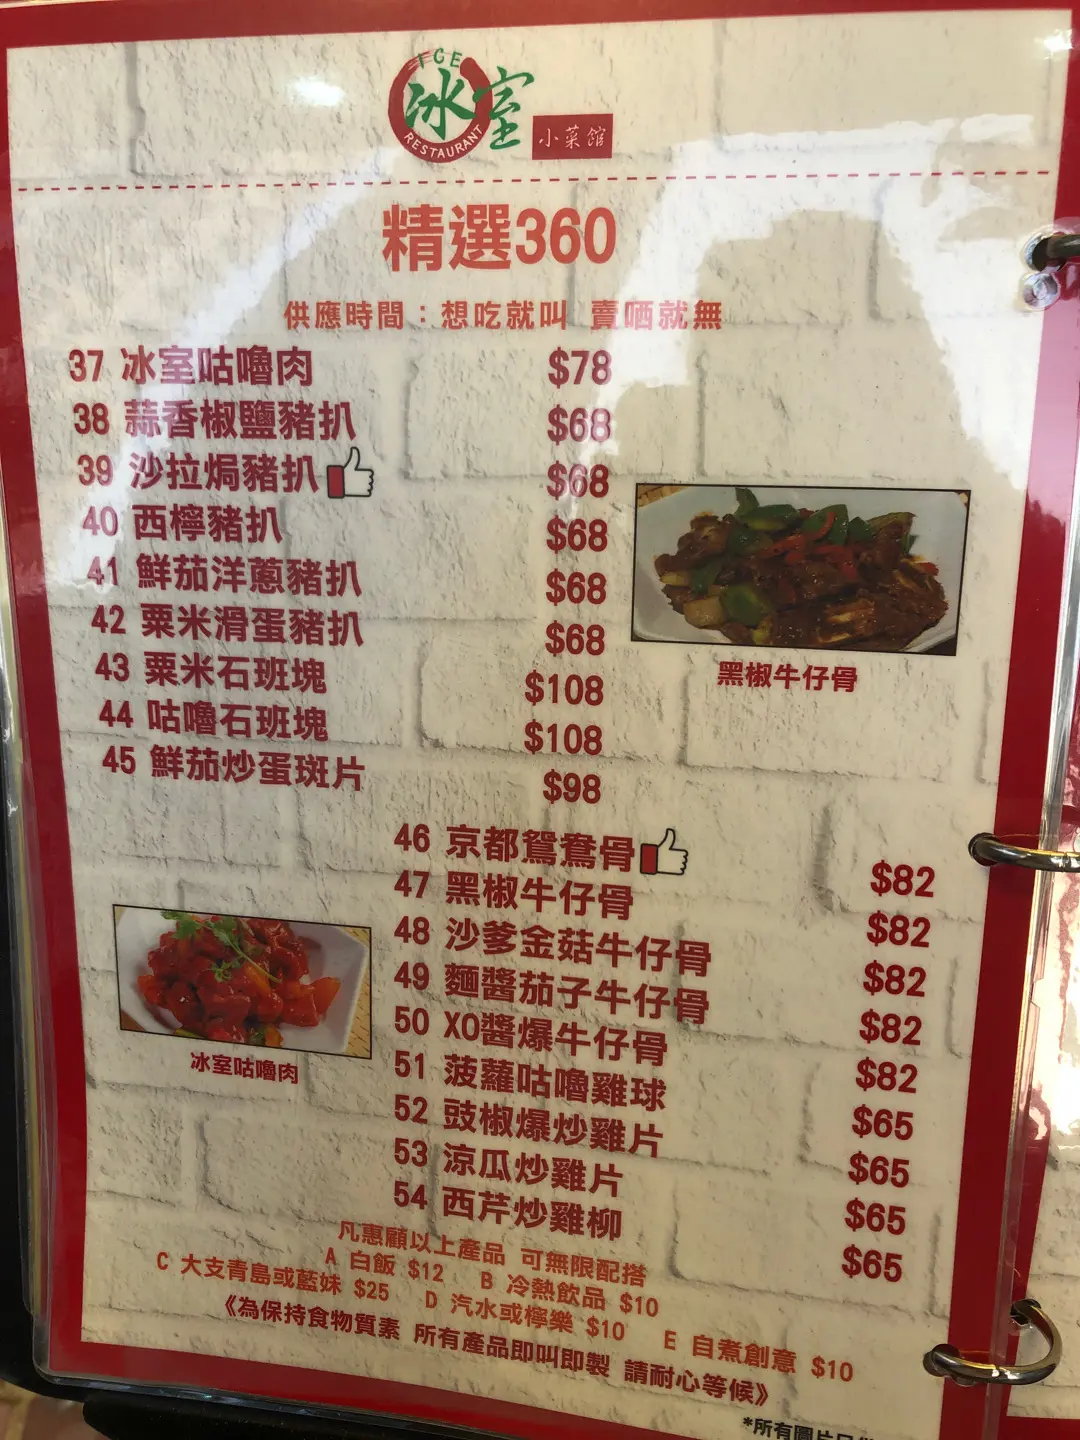 ICE
冰室
RESTAURANT
小菜館
精選360
供應時間：想吃就叫 賣哂就無
37 冰室咕嚕肉 $78
38 蒜香椒鹽豬扒 $68
39 沙拉焗豬扒 $68
40 西檸豬扒 $68
41 鮮茄洋蔥豬扒 $68
42 粟米滑蛋豬扒 $68
43 粟米石班塊 $108
44 咕嚕石班塊 $108
45 鮮茄炒蛋斑片 $98
黑椒牛仔骨
46 京都鴛鴦骨 $82
47 黑椒牛仔骨 $82
48 沙爹金菇牛仔骨 $82
49 麵醬茄子牛仔骨 $82
50 XO醬爆牛仔骨 $82
51 菠蘿咕嚕雞球 $65
52 豉椒爆炒雞片 $65
53 涼瓜炒雞片 $65
54 西芹炒雞柳 $65
冰室咕嚕肉
凡惠顧以上產品 可無限配搭
A 白飯 $12 B 冷熱飲品 $10
C 大支青島或藍妹 $25 D 汽水或檸樂 $10 E 自煮創意 $10
《為保持食物質素 所有產品即叫即製 請耐心等候》
*所有圖片只供